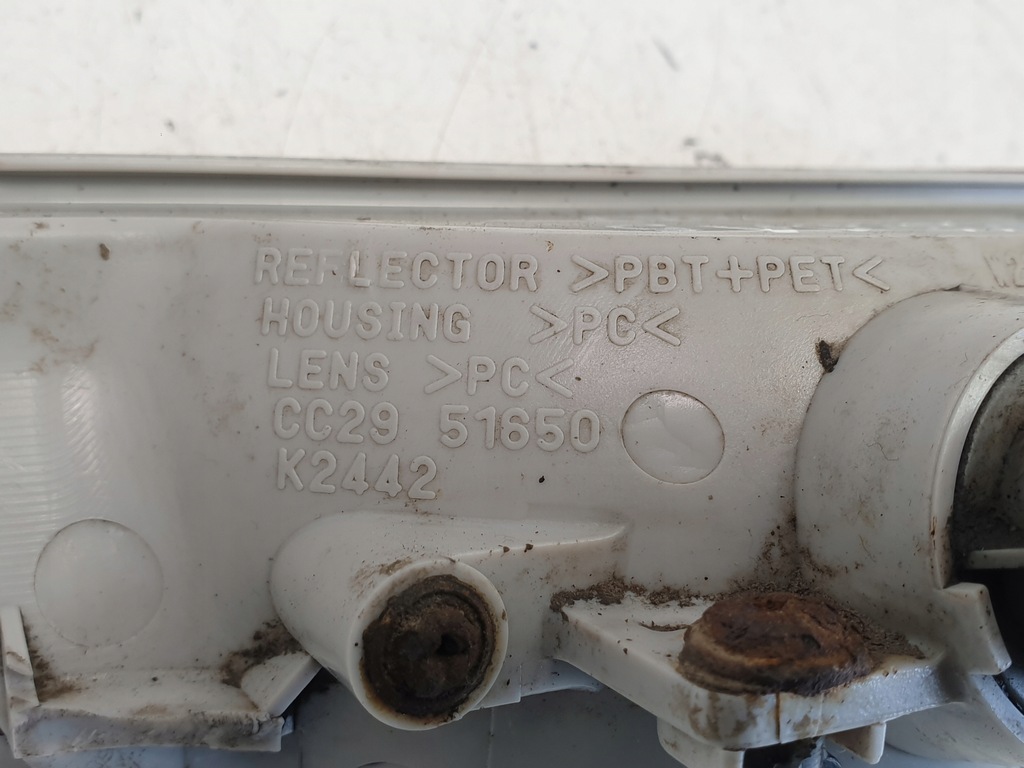 REFLECTOR >PBT+PET<
HOUSING >PC<
LENS >PC<
CC29 51650
K2442